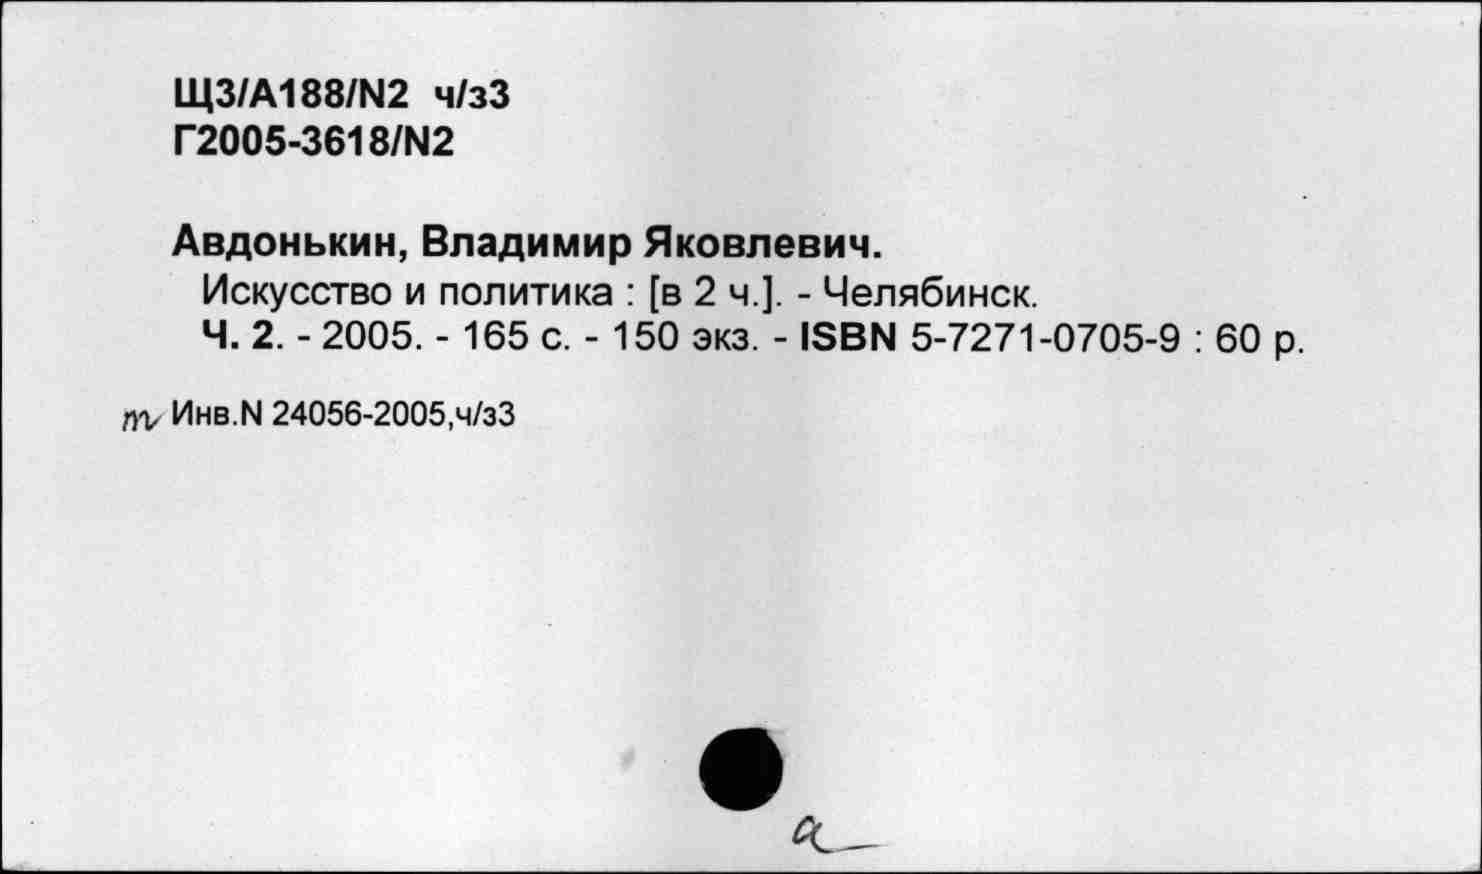 Щ3/А188/N2 ч/з3
Г2005-3618/N2
Авдонькин, Владимир Яковлевич.
Искусство и политика : [в 2 ч.]. - Челябинск.
Ч. 2. - 2005. - 165 с. - 150 экз. - ISBN 5-7271-0705-9 : 60 р.
Инв.N 24056-2005,ч/з3
а